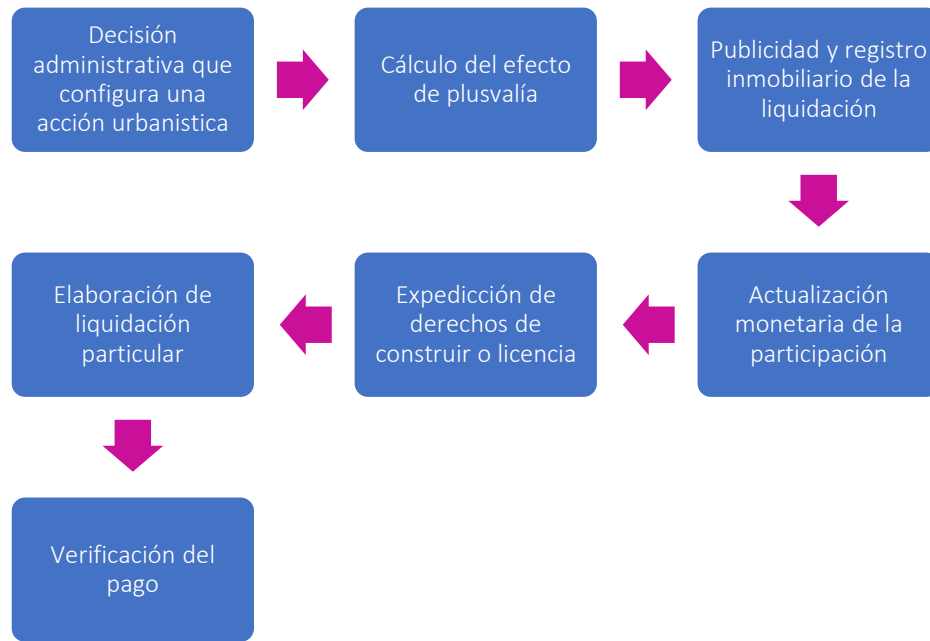 Decisión
administrativa que
configura una
acción urbanistica
Cálculo del efecto
de plusvalía
Publicidad y registro
inmobiliario de la
liquidación
Actualización
monetaria de la
participación
Expedicción de
derechos de
construir o licencia
Elaboración de
liquidación
particular
Verificación del
pago